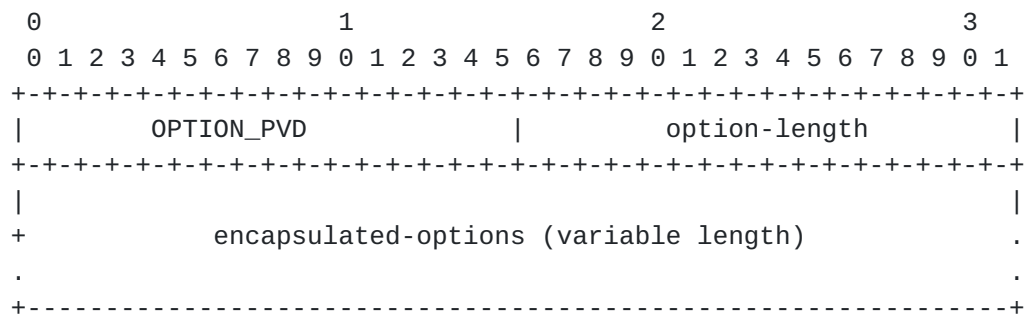 0                   1                   2                   3
 0 1 2 3 4 5 6 7 8 9 0 1 2 3 4 5 6 7 8 9 0 1 2 3 4 5 6 7 8 9 0 1
+-+-+-+-+-+-+-+-+-+-+-+-+-+-+-+-+-+-+-+-+-+-+-+-+-+-+-+-+-+-+-+-+
|        OPTION_PVD             |         option-length         |
+-+-+-+-+-+-+-+-+-+-+-+-+-+-+-+-+-+-+-+-+-+-+-+-+-+-+-+-+-+-+-+-+
|                                                               |
+            encapsulated-options (variable length)             .
.                                                               .
+---------------------------------------------------------------+